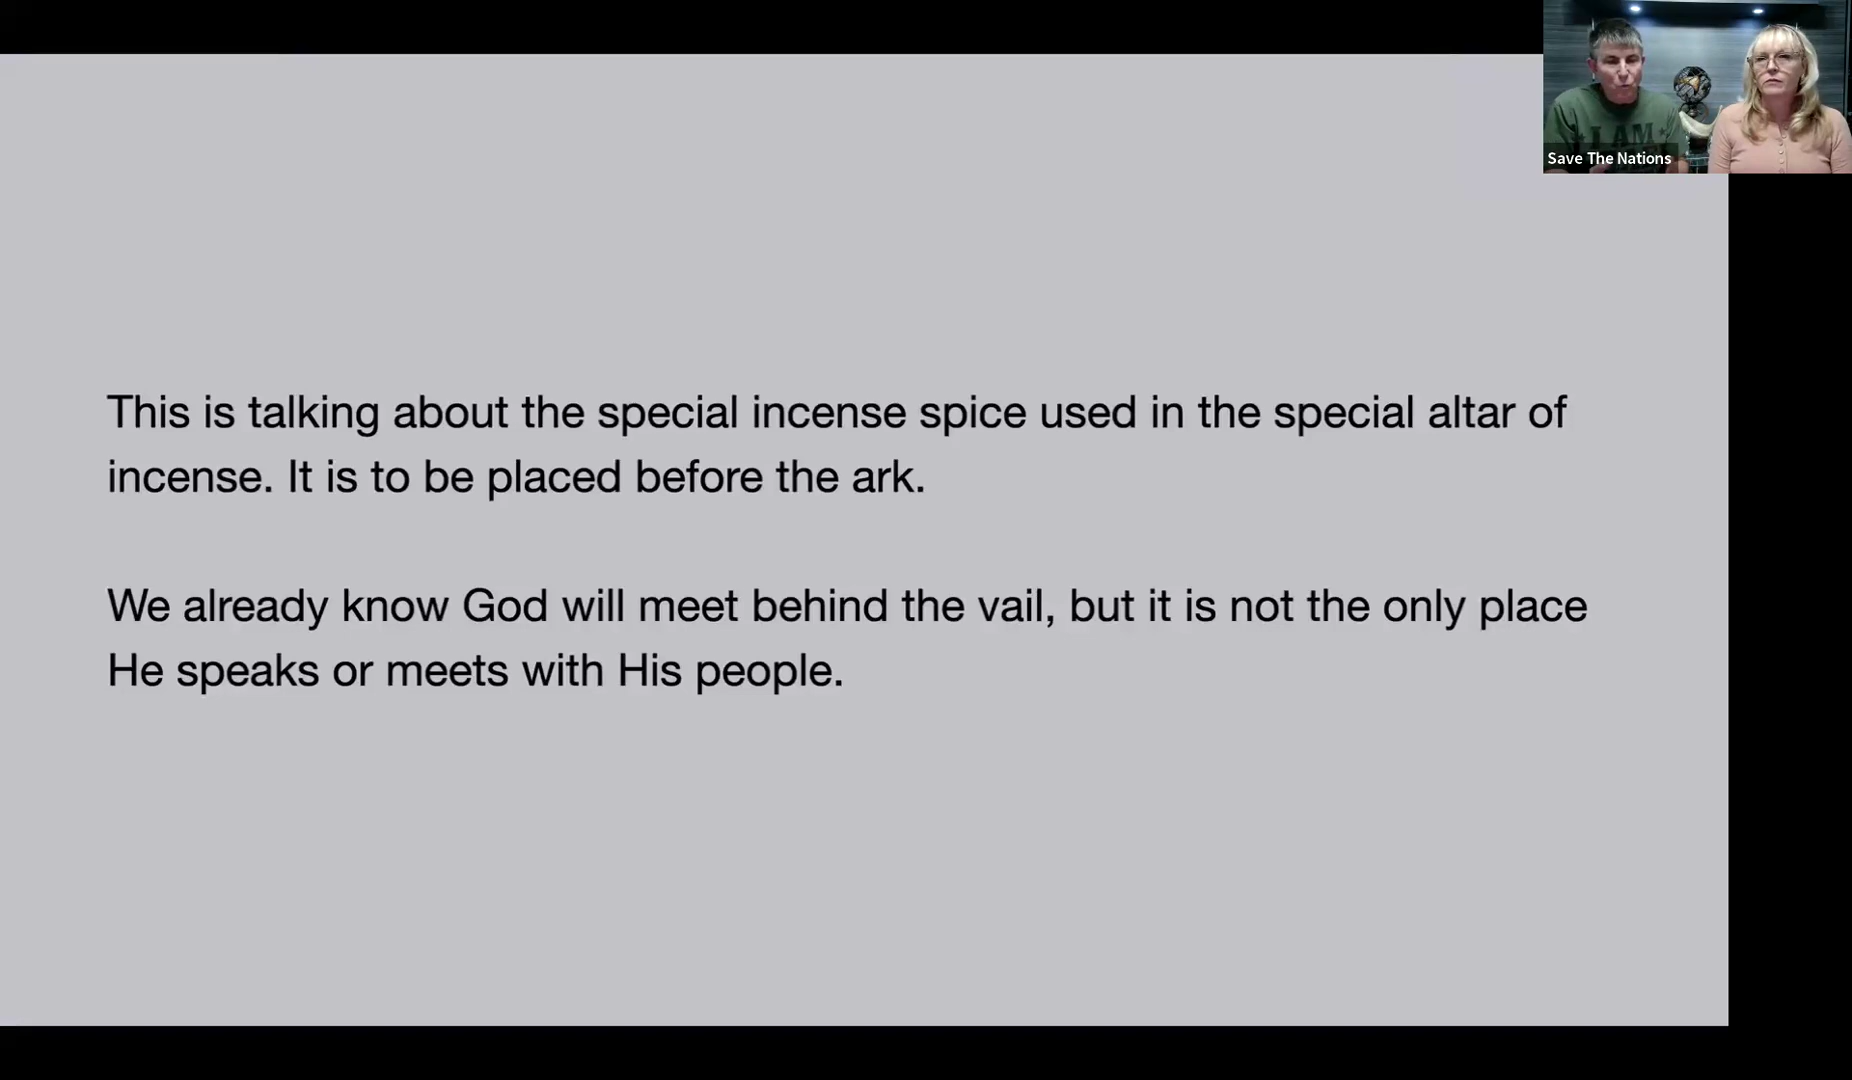 I AM
Save The Nations
This is talking about the special incense spice used in the special altar of
incense. It is to be placed before the ark.
We already know God will meet behind the vail, but it is not the only place
He speaks or meets with His people.